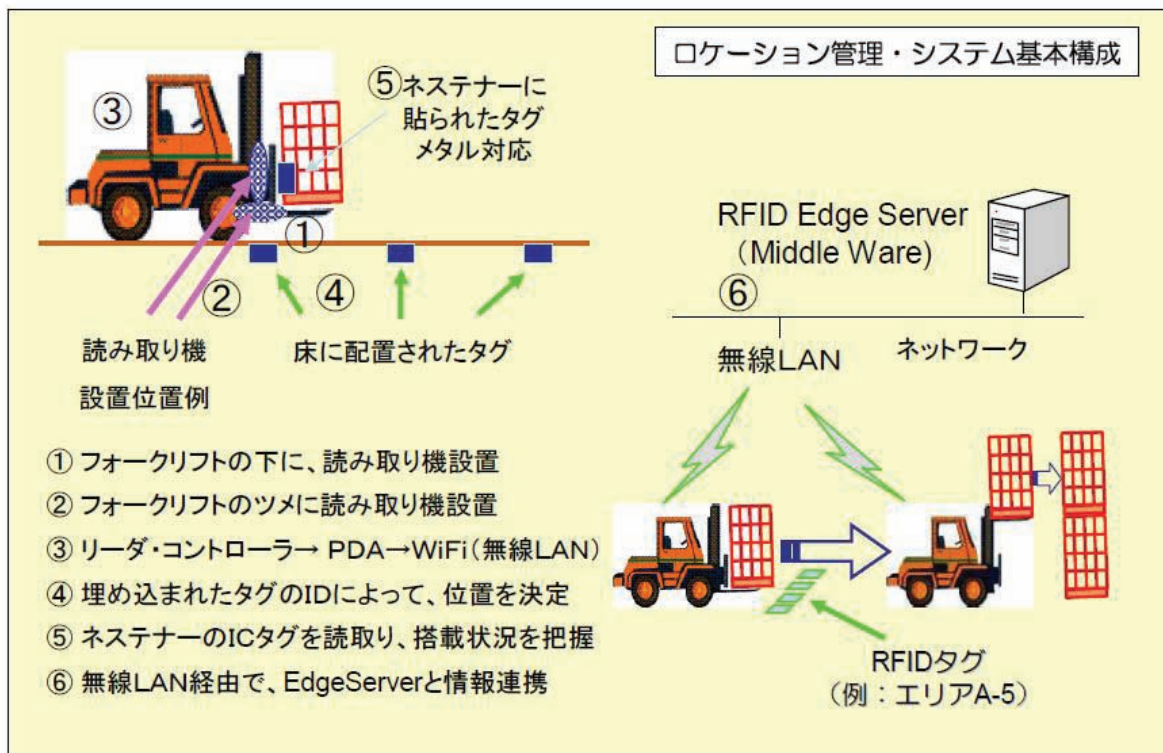 ロケーション管理・システム基本構成
③
⑤ネステナーに
貼られたタグ
メタル対応
①
②
④
読み取り機
設置位置例
床に配置されたタグ
RFID Edge Server
(Middle Ware)
⑥
無線LAN
ネットワーク
① フォークリフトの下に、読み取り機設置
② フォークリフトのツメに読み取り機設置
③ リーダ・コントローラ→ PDA→WiFi(無線LAN)
④ 埋め込まれたタグのIDによって、位置を決定
⑤ ネステナーのICタグを読取り、搭載状況を把握
⑥ 無線LAN経由で、EdgeServerと情報連携
RFIDタグ
(例:エリアA-5)